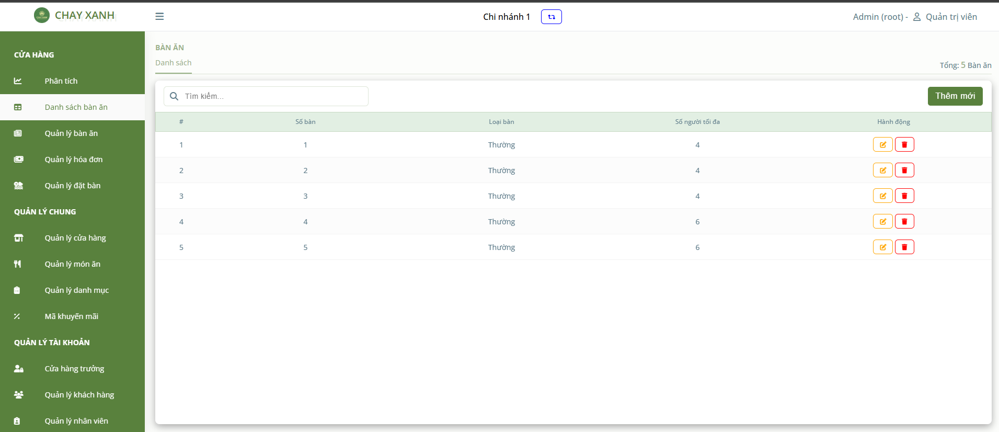 CHAY XANH
Chi nhánh 1
Admin (root) - Quản trị viên
CỬA HÀNG
Phân tích
Danh sách bàn ăn
Quản lý bàn ăn
Quản lý hóa đơn
Quản lý đặt bàn
QUẢN LÝ CHUNG
Quản lý cửa hàng
Quản lý món ăn
Quản lý danh mục
Mã khuyến mãi
QUẢN LÝ TÀI KHOẢN
Cửa hàng trưởng
Quản lý khách hàng
Quản lý nhân viên
BÀN ĂN
Danh sách
Tổng: 5 Bàn ăn
Tìm kiếm...
Thêm mới
# Số bàn Loại bàn Số người tối đa Hành động
1 1 Thường 4
2 2 Thường 4
3 3 Thường 4
4 4 Thường 6
5 5 Thường 6